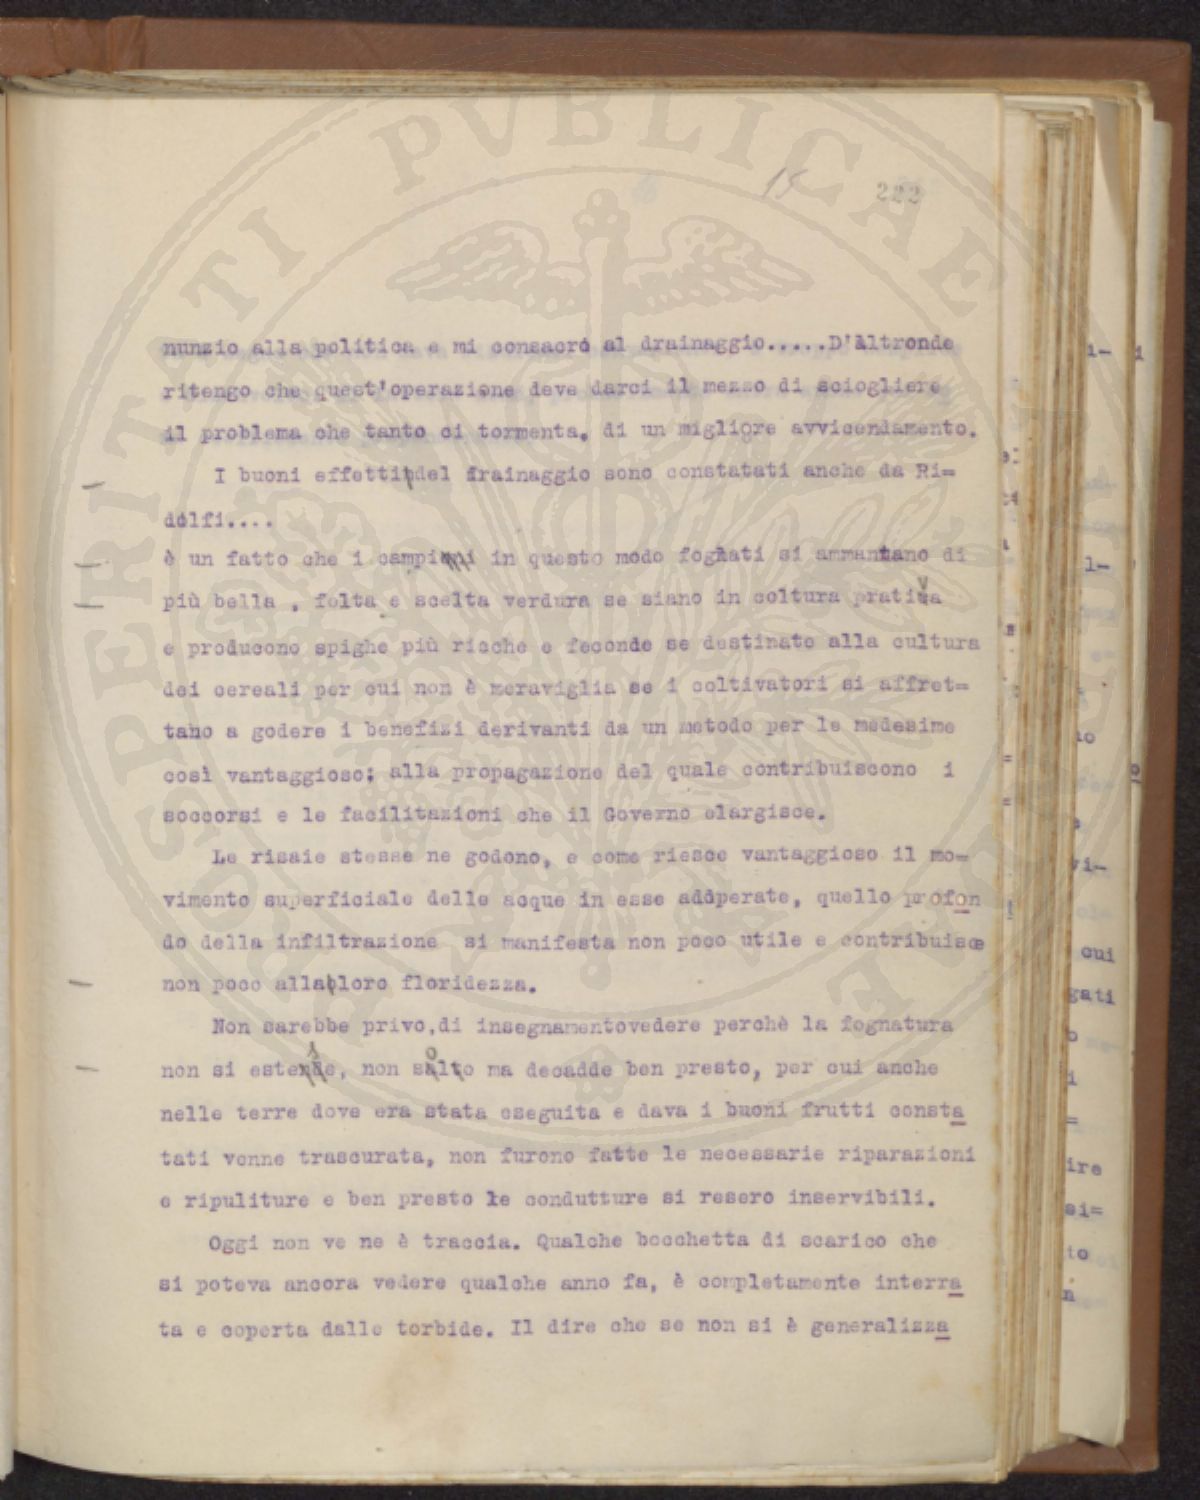 PROSPERITATI PVBLICAE
15 222
nunzio alla politica e mi consacró al drainaggio.....D'Altronde
ritengo che quest'operazione deve darci il mezzo di sciogliere
il problema che tanto ci tormenta, di un migliore avvicendamento.
I buoni effetti del drainaggio sono constatati anche da Ri=
dolfi....
è un fatto che i campi in questo modo fognati si ammantano di
più bella , folta e scelta verdura se siano in coltura prativa
e producono spighe più ricche e feconde se destinate alla cultura
dei cereali per cui non è meraviglia se i coltivatori si affret=
tano a godere i benefizi derivanti da un metodo per le medesime
così vantaggioso; alla propagazione del quale contribuiscono i
soccorsi e le facilitazioni che il Governo elargisce.
Le risaie stesse ne godono, e come riesce vantaggioso il mo=
vimento superficiale delle acque in esse adoperate, quello profon
do della infiltrazione si manifesta non poco utile e contribuisce
non poco alla loro floridezza.
Non sarebbe privo,di insegnamentovedere perchè la fognatura
non si estese, non solo ma decadde ben presto, per cui anche
nelle terre dove era stata eseguita e dava i buoni frutti consta
tati venne trascurata, non furono fatte le necessarie riparazioni
e ripuliture e ben presto le condutture si resero inservibili.
Oggi non ve ne è traccia. Qualche bocchetta di scarico che
si poteva ancora vedere qualche anno fa, è completamente interra
ta e coperta dalle torbide. Il dire che se non si è generalizza